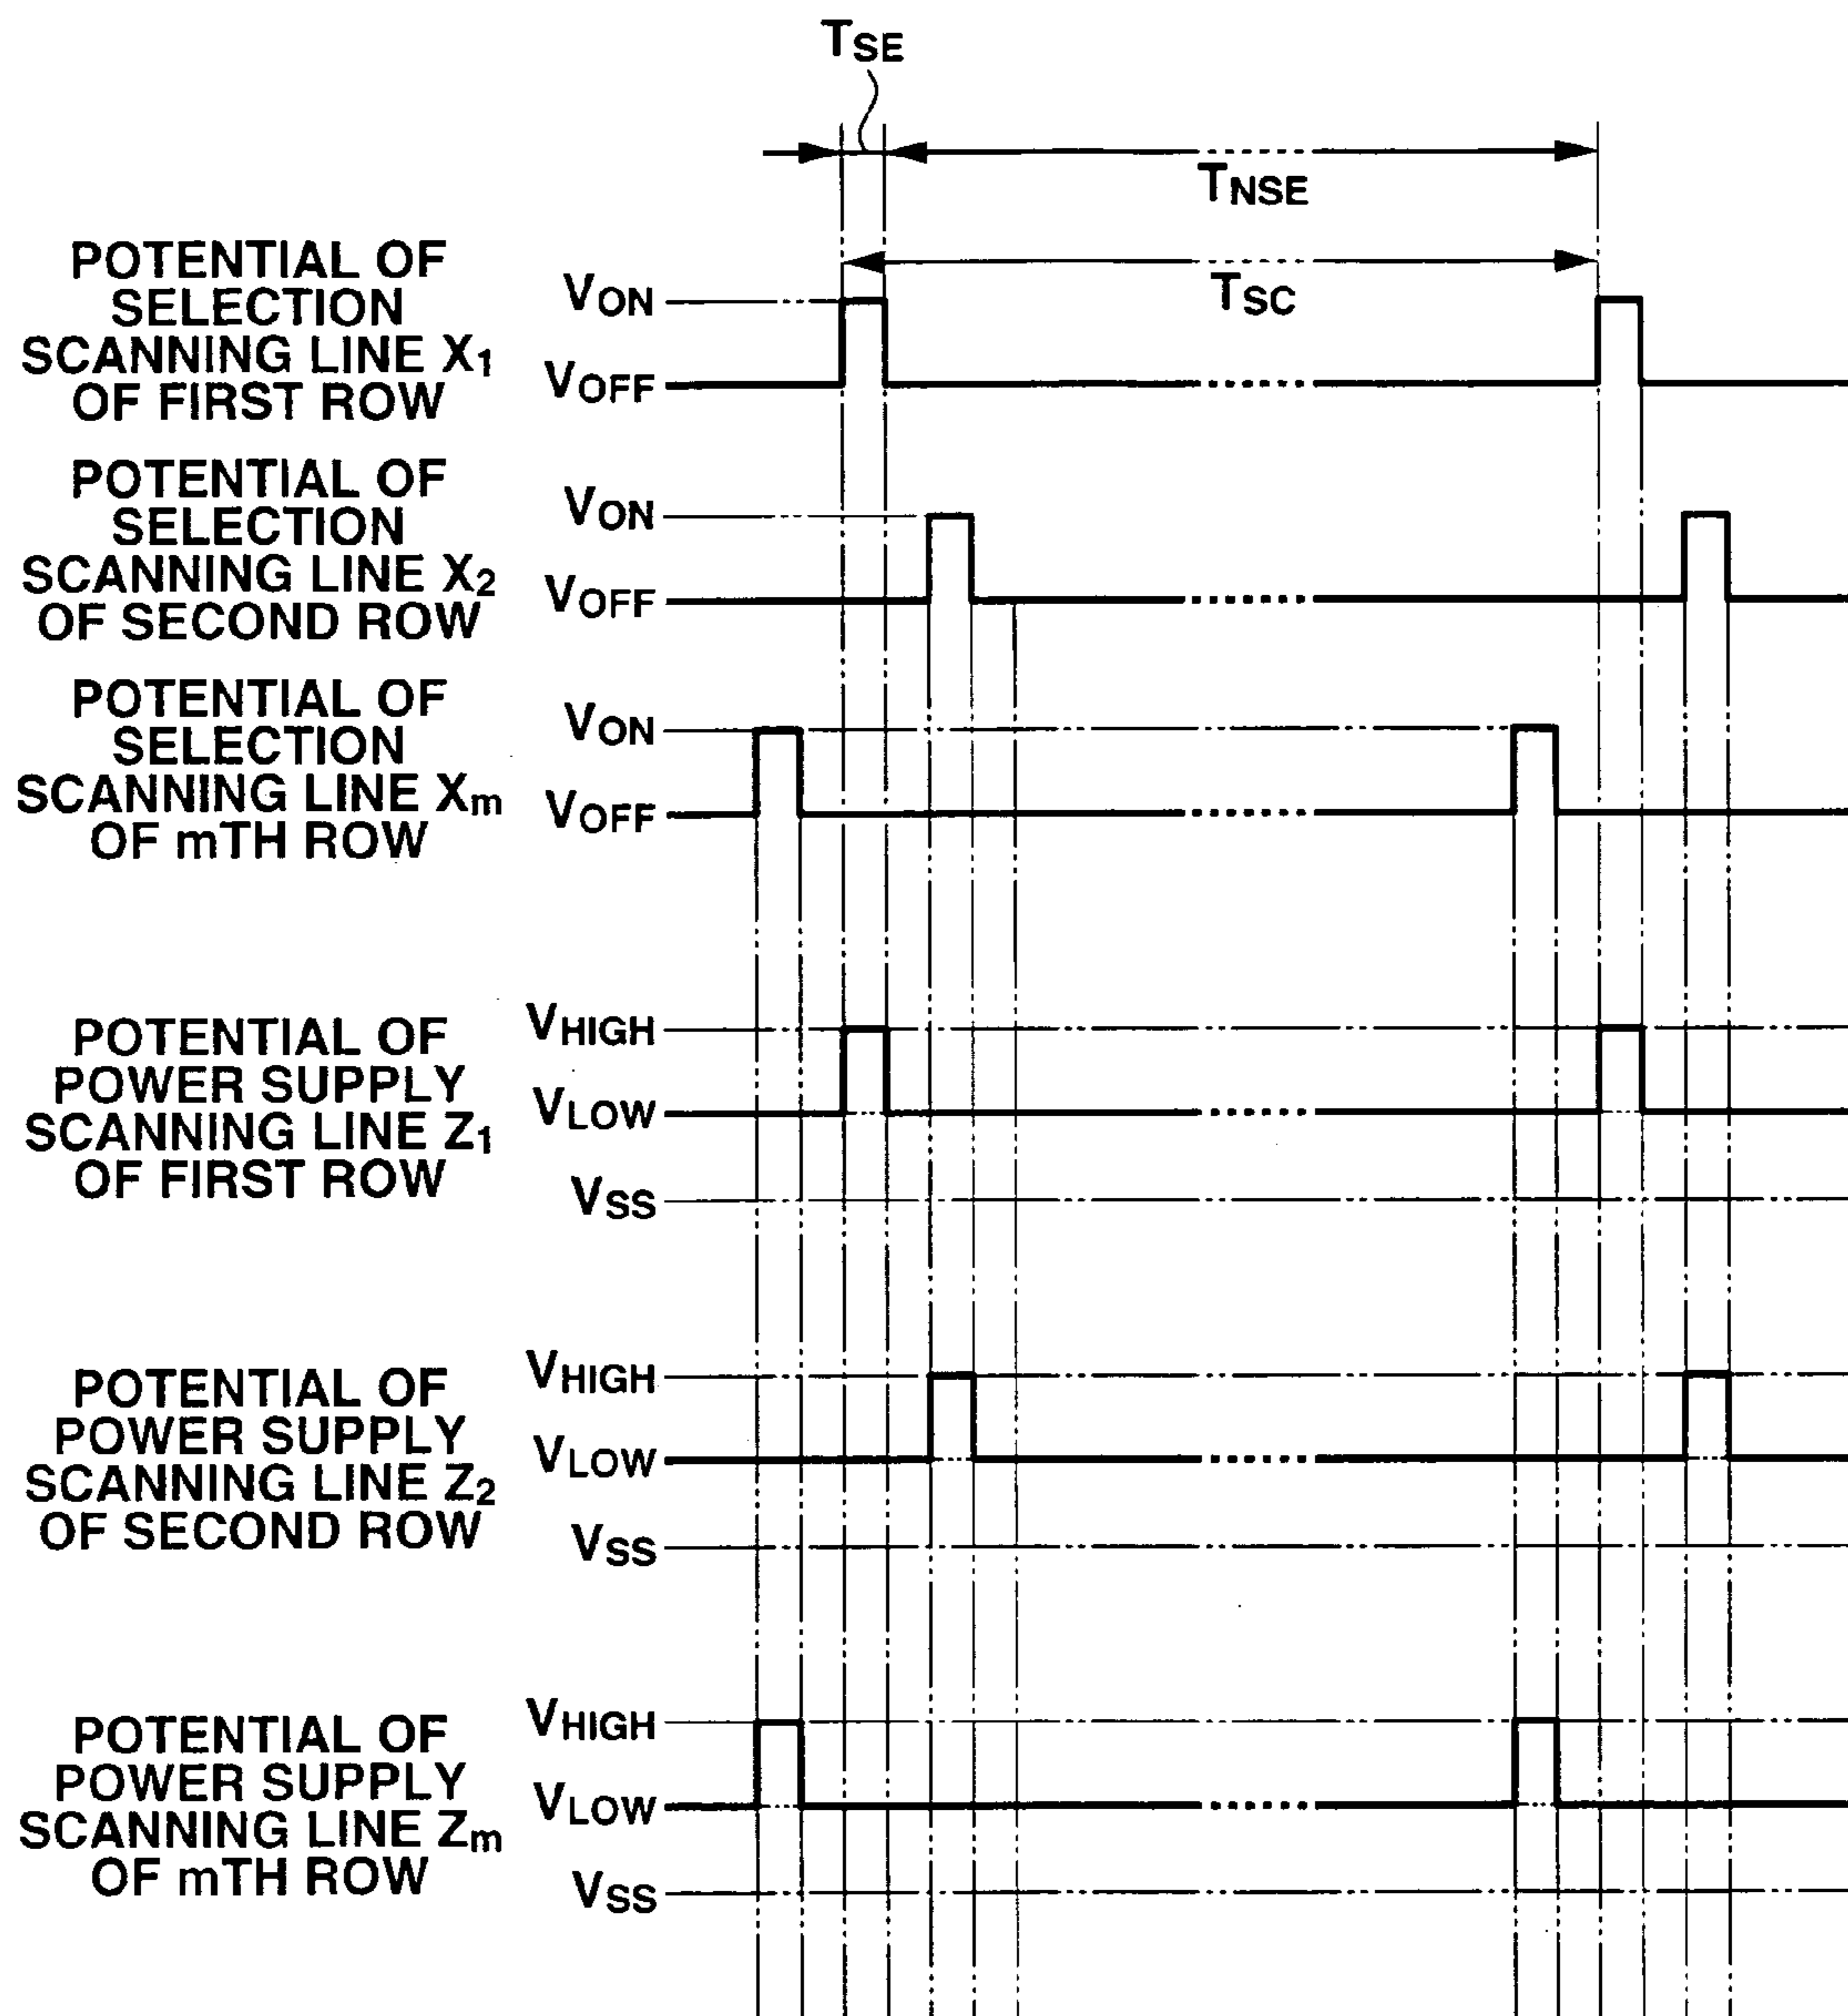 TSE
TNSE
TSC
POTENTIAL OF
SELECTION
SCANNING LINE X1
OF FIRST ROW
VON
VOFF
POTENTIAL OF
SELECTION
SCANNING LINE X2
OF SECOND ROW
VON
VOFF
POTENTIAL OF
SELECTION
SCANNING LINE Xm
OF mTH ROW
VON
VOFF
POTENTIAL OF
POWER SUPPLY
SCANNING LINE Z1
OF FIRST ROW
VHIGH
VLOW
VSS
POTENTIAL OF
POWER SUPPLY
SCANNING LINE Z2
OF SECOND ROW
VHIGH
VLOW
VSS
POTENTIAL OF
POWER SUPPLY
SCANNING LINE Zm
OF mTH ROW
VHIGH
VLOW
VSS